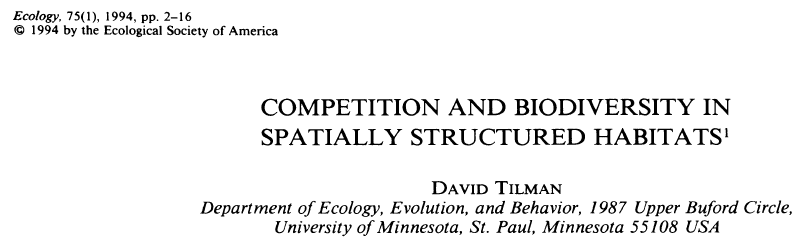 Ecology, 75(1), 1994, pp. 2–16
© 1994 by the Ecological Society of America
COMPETITION AND BIODIVERSITY IN
SPATIALLY STRUCTURED HABITATS¹
DAVID TILMAN
Department of Ecology, Evolution, and Behavior, 1987 Upper Buford Circle,
University of Minnesota, St. Paul, Minnesota 55108 USA